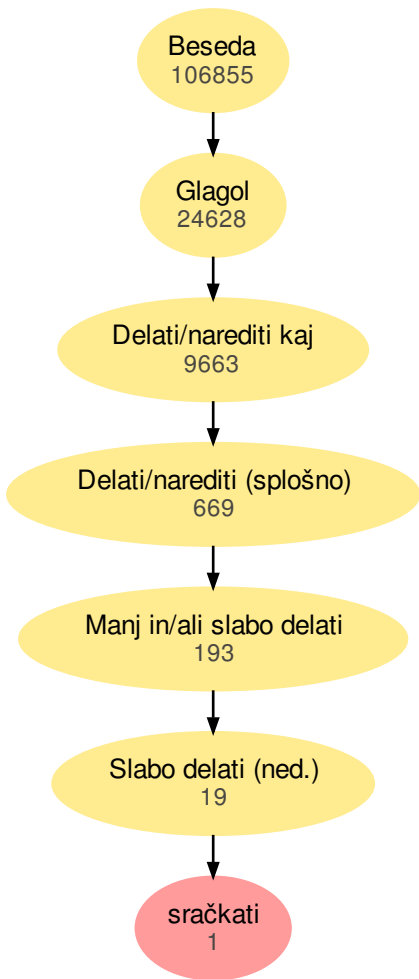 Beseda
106855
Glagol
24628
Delati/narediti kaj
9663
Delati/narediti (splošno)
669
Manj in/ali slabo delati
193
Slabo delati (ned.)
19
sračkati
1